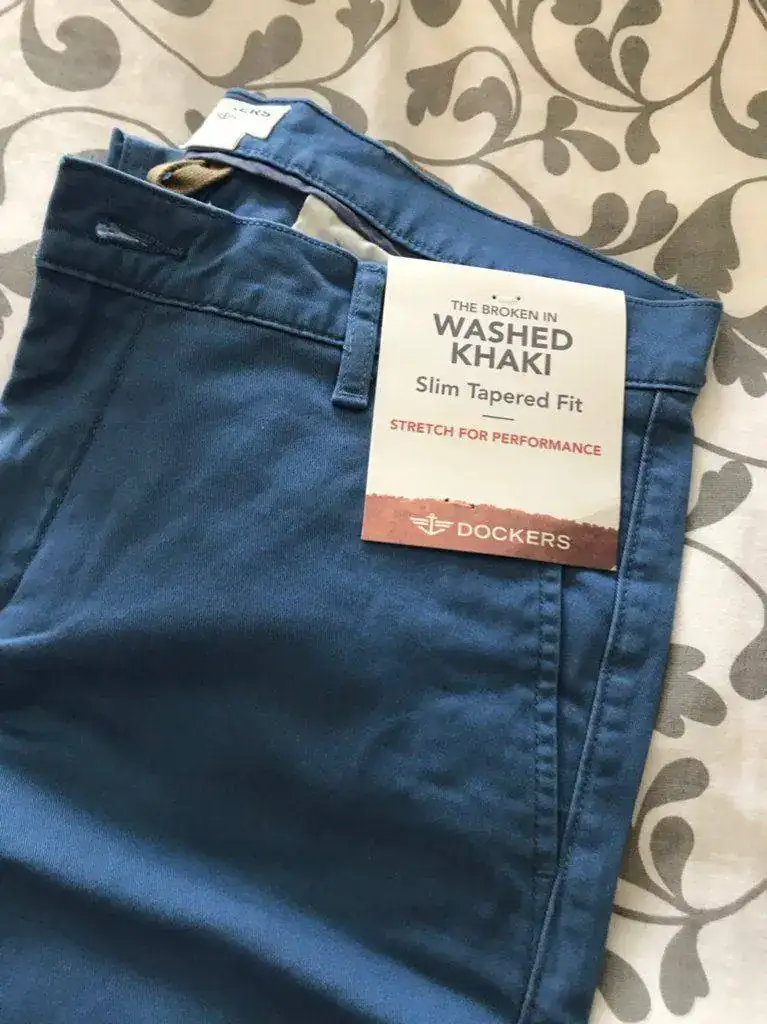 THE BROKEN IN
WASHED
KHAKI
Slim Tapered Fit
STRETCH FOR PERFORMANCE
DOCKERS